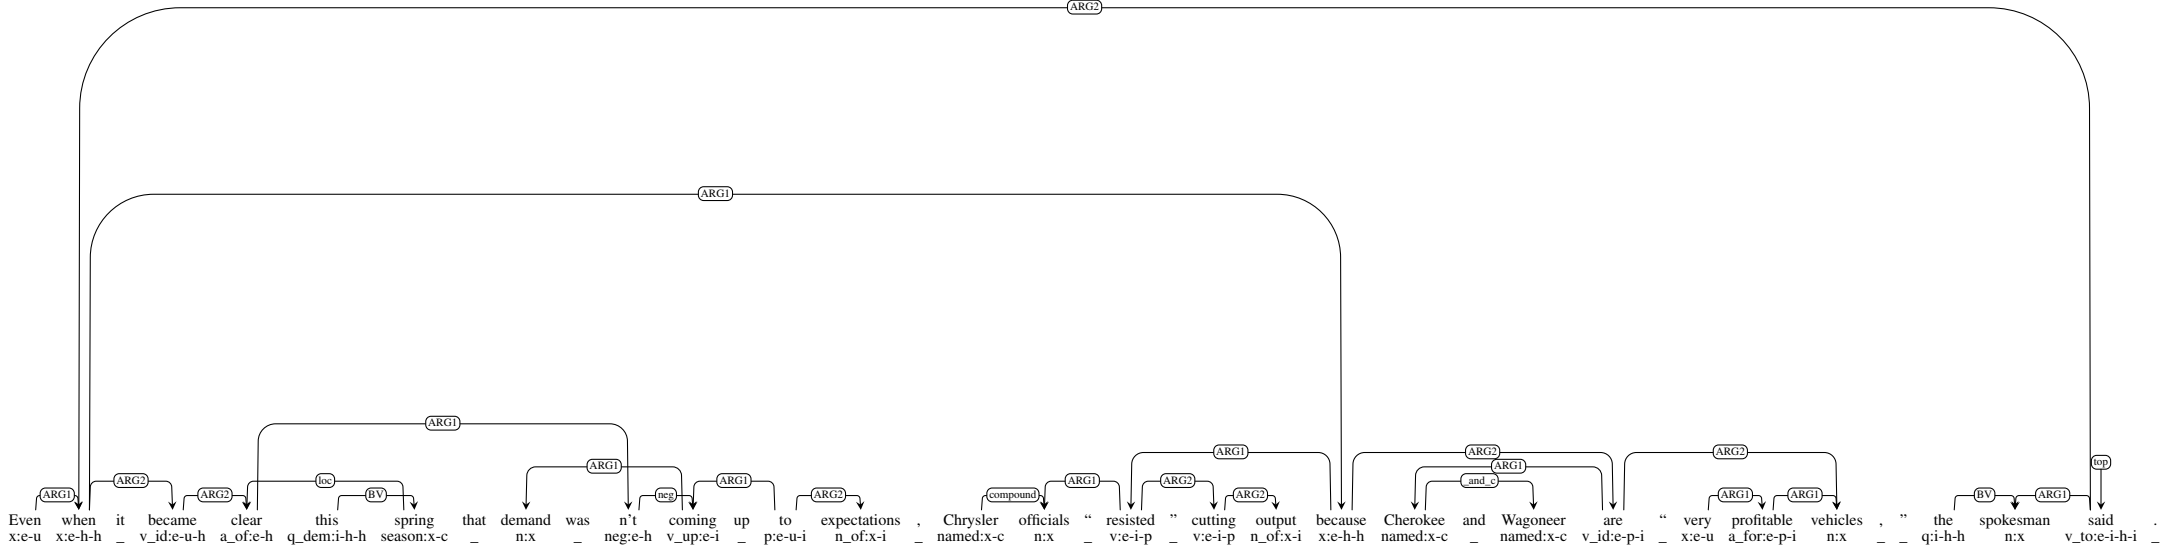 ARG2
ARG1
ARG1
ARG1 ARG2 ARG2
ARG1 ARG1 top
ARG2 loc ARG1 ARG2 _and_c
ARG1 ARG2 BV neg ARG2 compound ARG2 ARG1 ARG1 BV ARG1
Even when it became clear this spring that demand was n’t coming up to expectations , Chrysler officials “ resisted ” cutting output because Cherokee and Wagoneer are “ very profitable vehicles , ” the spokesman said .
x:e-u x:e-h-h _ v_id:e-u-h a_of:e-h q_dem:i-h-h season:x-c _ n:x _ neg:e-h v_up:e-i _ p:e-u-i n_of:x-i _ named:x-c n:x _ v:e-i-p _ v:e-i-p n_of:x-i x:e-h-h named:x-c _ named:x-c v_id:e-p-i _ x:e-u a_for:e-p-i n:x _ _ q:i-h-h n:x v_to:e-i-h-i _